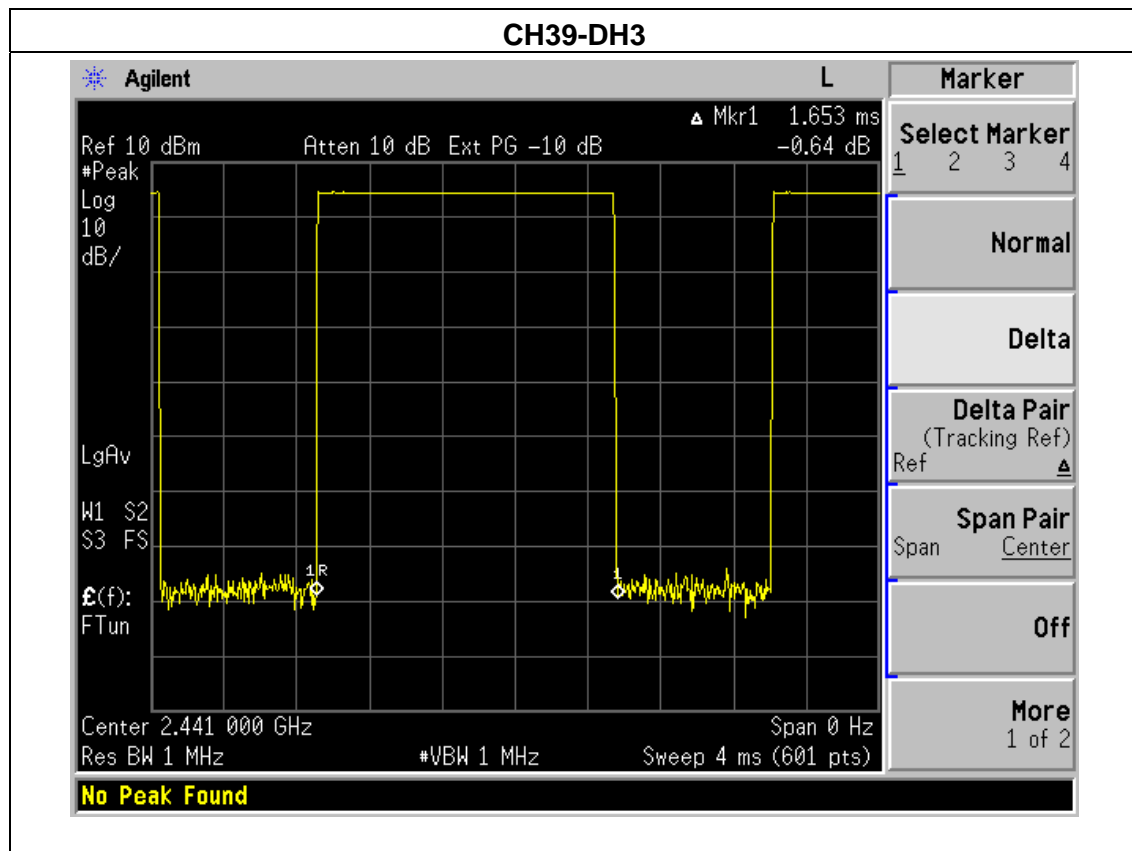 CH39-DH3
Agilent L Marker
Δ Mkr1 1.653 ms
Ref 10 dBm Atten 10 dB Ext PG -10 dB -0.64 dB
#Peak
Log
10
dB/
LgAv
W1 S2
S3 FS
£(f):
FTun
1R
1
Center 2.441 000 GHz Span 0 Hz
Res BW 1 MHz #VBW 1 MHz Sweep 4 ms (601 pts)
No Peak Found
Select Marker
1 2 3 4
Normal
Delta
Delta Pair
(Tracking Ref)
Ref Δ
Span Pair
Span Center
Off
More
1 of 2